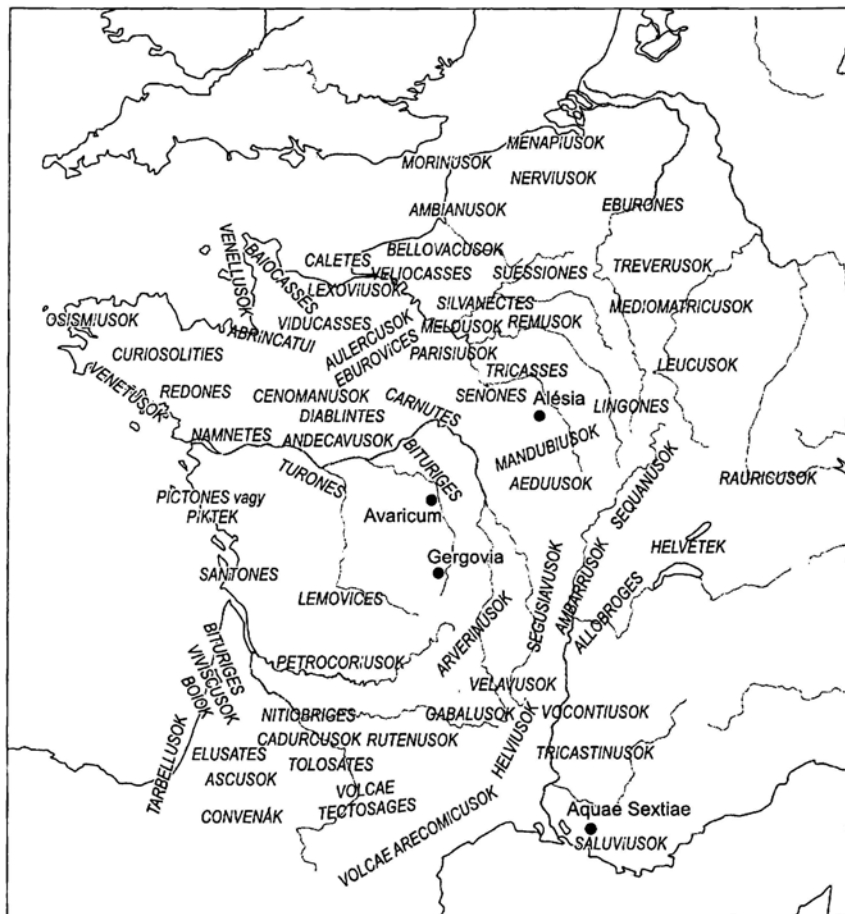 MENAPIUSOK
MORINUSOK
NERVIUSOK
AMBIANUSOK
EBURONES
VENELLUSOK
BAIOCASSES
CALETES
BELLOVACUSOK
VELIOCASSES
SUESSIONES
TREVERUSOK
LEXOVIUSOK
SILVANECTES
MEDIOMATRICUSOK
OSISMIUSOK
VIDUCASSES
ABRINCATUI
AULERCUSOK
EBUROVICES
MELDUSOK
REMUSOK
CURIOSOLITIES
PARISIUSOK
TRICASSES
LEUCUSOK
VENETUSOK
REDONES
CENOMANUSOK
CARNUTES
SENONES
Alésia
LINGONES
DIABLINTES
NAMNETES
ANDECAVUSOK
MANDUBIUSOK
TURONES
BITURIGES
AEDUUSOK
SEQUANUSOK
RAURICUSOK
PICTONES vagy
PIKTEK
Avaricum
HELVÉTEK
Gergovia
SANTONES
LEMOVICES
ARVERINUSOK
SEGUSIAVUSOK
AMBARRUSOK
ALLOBROGES
BITURIGES
VIVISCUSOK
BOIOK
PETROCORIUSOK
VELAVUSOK
NITIOBRIGES
GABALUSOK
VOCONTIUSOK
TARBELLUSOK
ELUSATES
CADURCUSOK
RUTENUSOK
HELVIUSOK
TRICASTINUSOK
TOLOSATES
ASCUSOK
VOLCAE
TECTOSAGES
CONVENÁK
VOLCAE ARECOMICUSOK
Aquae Sextiae
SALUVIUSOK